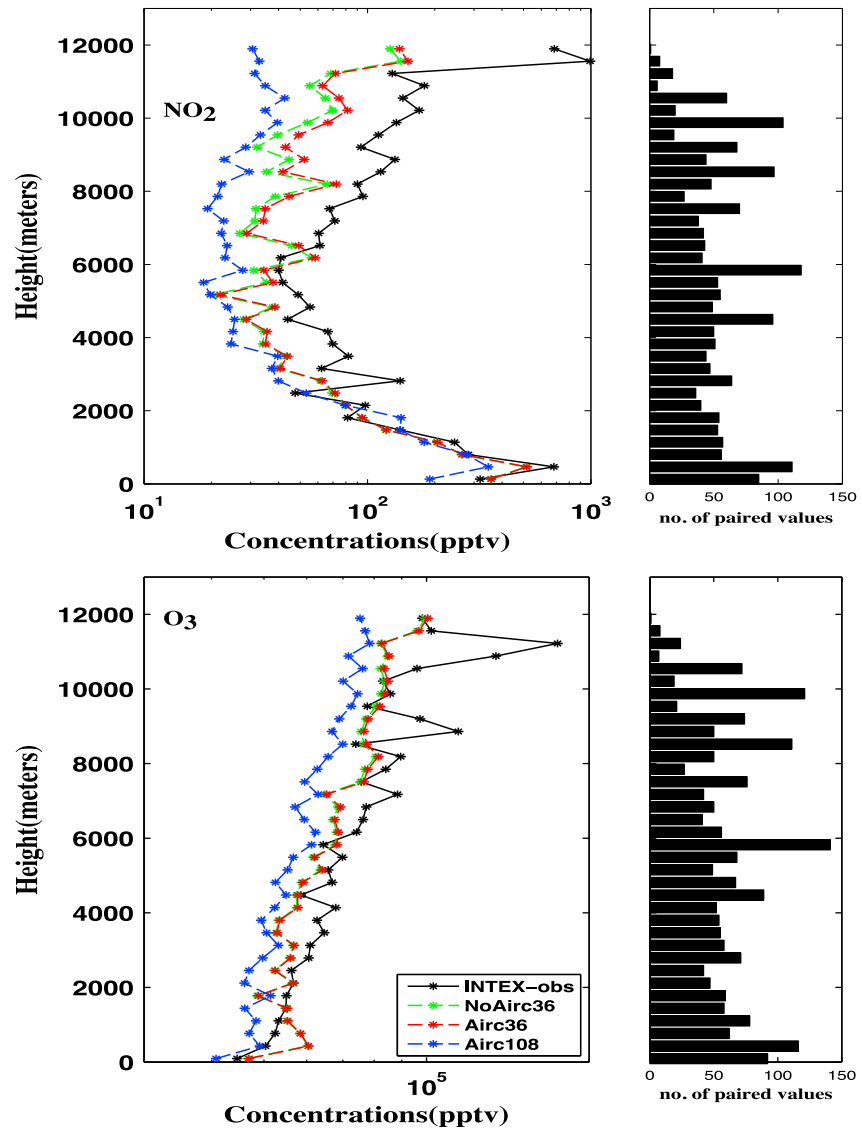 12000
10000
8000
6000
4000
2000
0
Height(meters)
NO2
10^1
10^2
10^3
Concentrations(pptv)
0
50
100
150
no. of paired values
12000
10000
8000
6000
4000
2000
0
Height(meters)
O3
INTEX-obs
NoAirc36
Airc36
Airc108
10^5
Concentrations(pptv)
0
50
100
150
no. of paired values